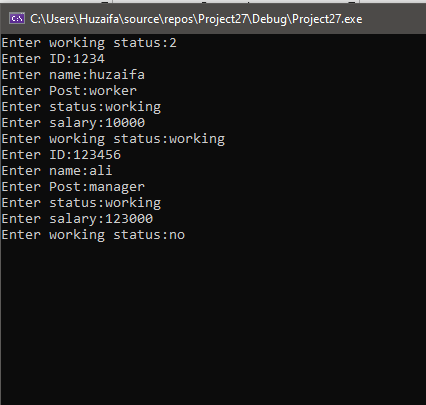 C:\Users\Huzaifa\source\repos\Project27\Debug\Project27.exe
Enter working status:2
Enter ID:1234
Enter name:huzaifa
Enter Post:worker
Enter status:working
Enter salary:10000
Enter working status:working
Enter ID:123456
Enter name:ali
Enter Post:manager
Enter status:working
Enter salary:123000
Enter working status:no